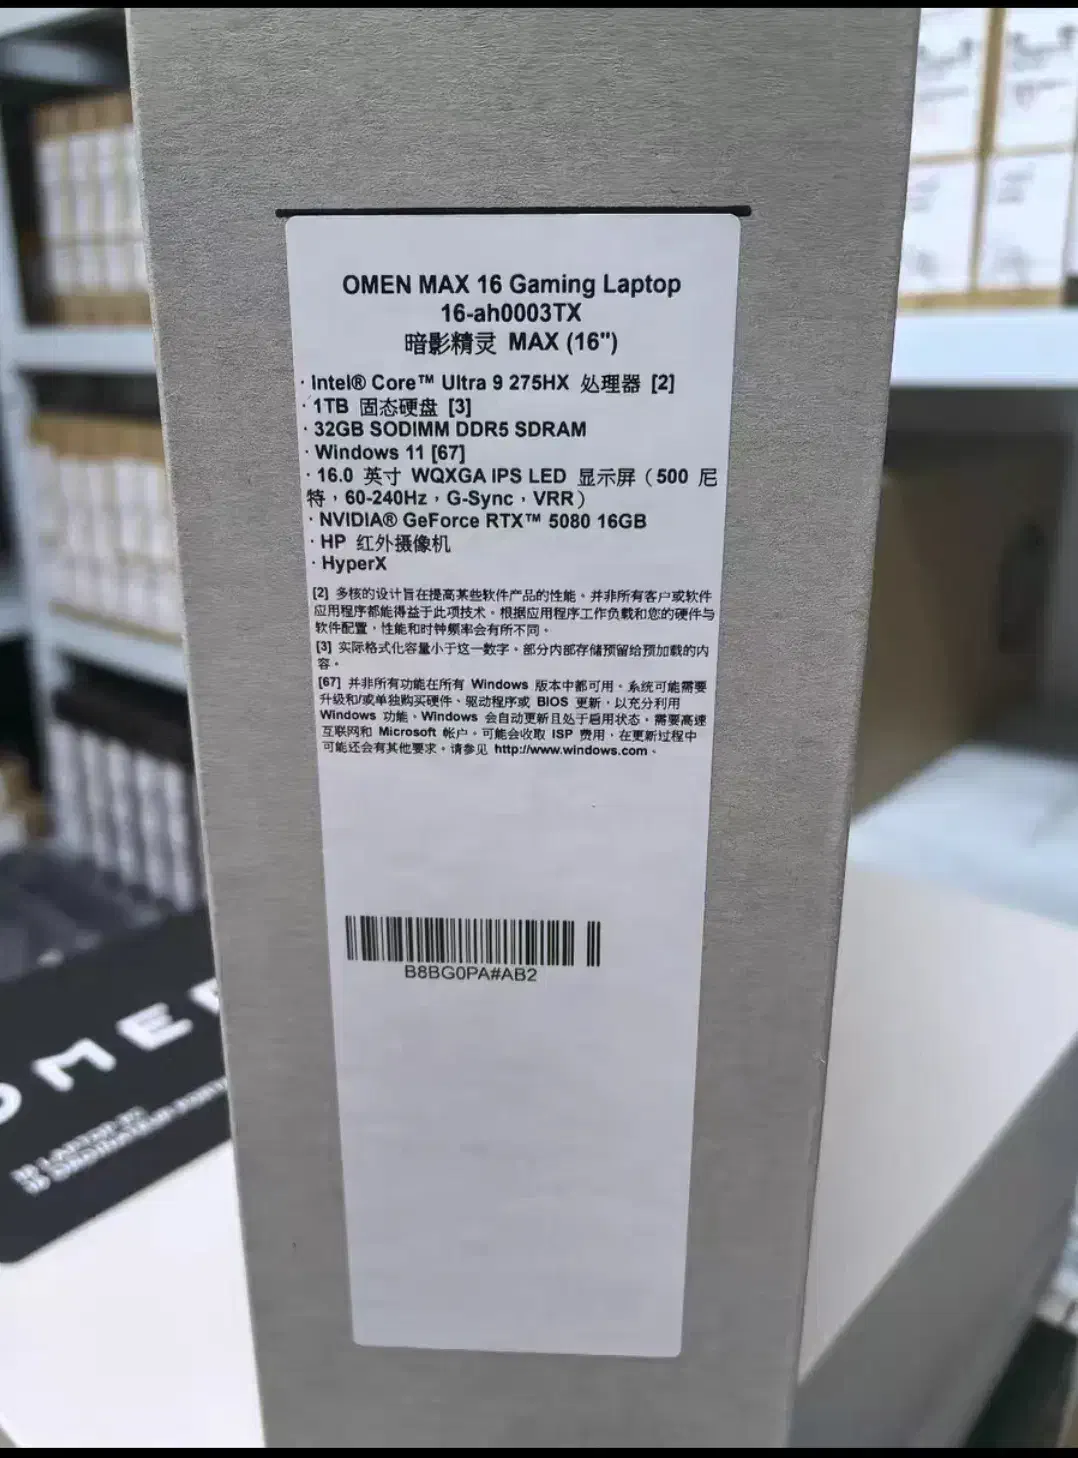 OMEN MAX 16 Gaming Laptop
16-ah0003TX
暗影精灵 MAX (16")
· Intel® Core™ Ultra 9 275HX 处理器 [2]
· 1TB 固态硬盘 [3]
· 32GB SODIMM DDR5 SDRAM
· Windows 11 [67]
· 16.0 英寸 WQXGA IPS LED 显示屏（500 尼
特，60-240Hz，G-Sync，VRR）
· NVIDIA® GeForce RTX™ 5080 16GB
· HP 红外摄像机
· HyperX
[2] 多核的设计旨在提高某些软件产品的性能。并非所有客户或软件
应用程序都能得益于此项技术。根据应用程序工作负载和您的硬件与
软件配置，性能和时钟频率会有所不同。
[3] 实际格式化容量小于这一数字。部分内部存储预留给预加载的内
容。
[67] 并非所有功能在所有 Windows 版本中都可用。系统可能需要
升级和/或单独购买硬件、驱动程序或 BIOS 更新，以充分利用
Windows 功能。Windows 会自动更新且处于启用状态。需要高速
互联网和 Microsoft 帐户。可能会收取 ISP 费用，在更新过程中
可能还会有其他要求。请参见 http://www.windows.com。
B8BG0PA#AB2
OME